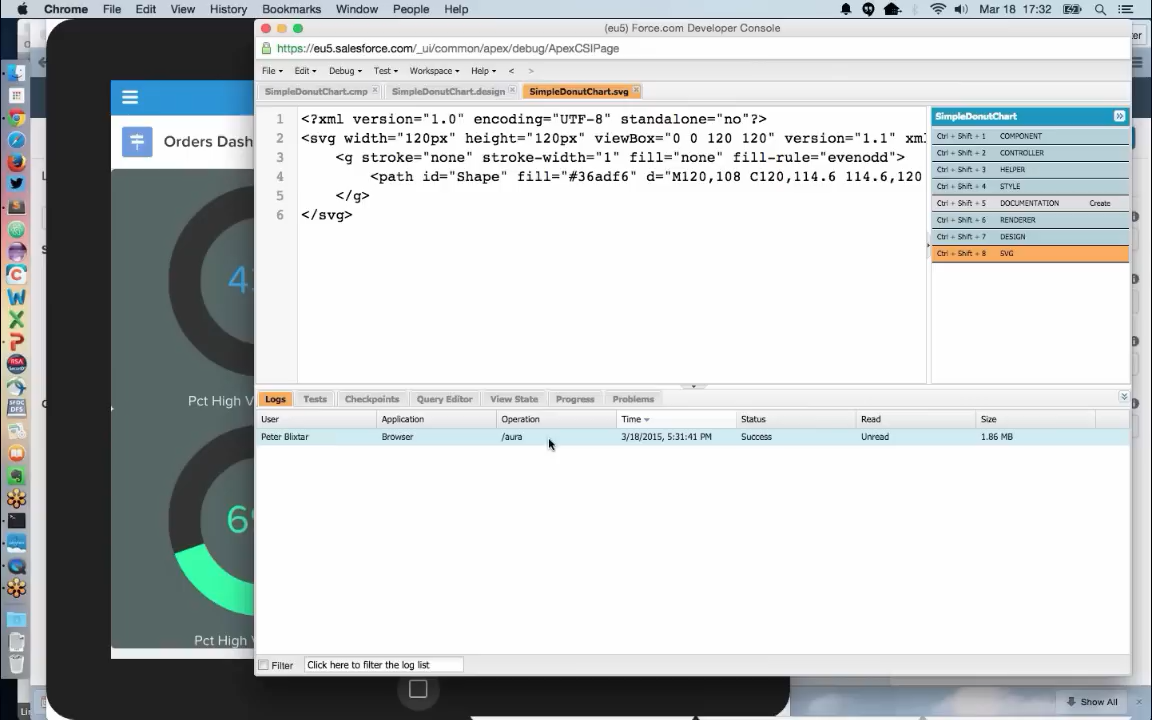 Chrome File Edit View History Bookmarks Window People Help Mar 18 17:32
(eu5) Force.com Developer Console
https://eu5.salesforce.com/_ui/common/apex/debug/ApexCSIPage
File Edit Debug Test Workspace Help < >
SimpleDonutChart.cmp SimpleDonutChart.design SimpleDonutChart.svg
1 <?xml version="1.0" encoding="UTF-8" standalone="no"?>
2 <svg width="120px" height="120px" viewBox="0 0 120 120" version="1.1" xml
3 <g stroke="none" stroke-width="1" fill="none" fill-rule="evenodd">
4 <path id="Shape" fill="#36adf6" d="M120,108 C120,114.6 114.6,120
5 </g>
6 </svg>
SimpleDonutChart
Ctrl + Shift + 1 COMPONENT
Ctrl + Shift + 2 CONTROLLER
Ctrl + Shift + 3 HELPER
Ctrl + Shift + 4 STYLE
Ctrl + Shift + 5 DOCUMENTATION Create
Ctrl + Shift + 6 RENDERER
Ctrl + Shift + 7 DESIGN
Ctrl + Shift + 8 SVG
Orders Dash
Pct High V
Pct High V
Logs Tests Checkpoints Query Editor View State Progress Problems
User Application Operation Time Status Read Size
Peter Blixtar Browser /aura 3/18/2015, 5:31:41 PM Success Unread 1.86 MB
Filter Click here to filter the log list
Show All